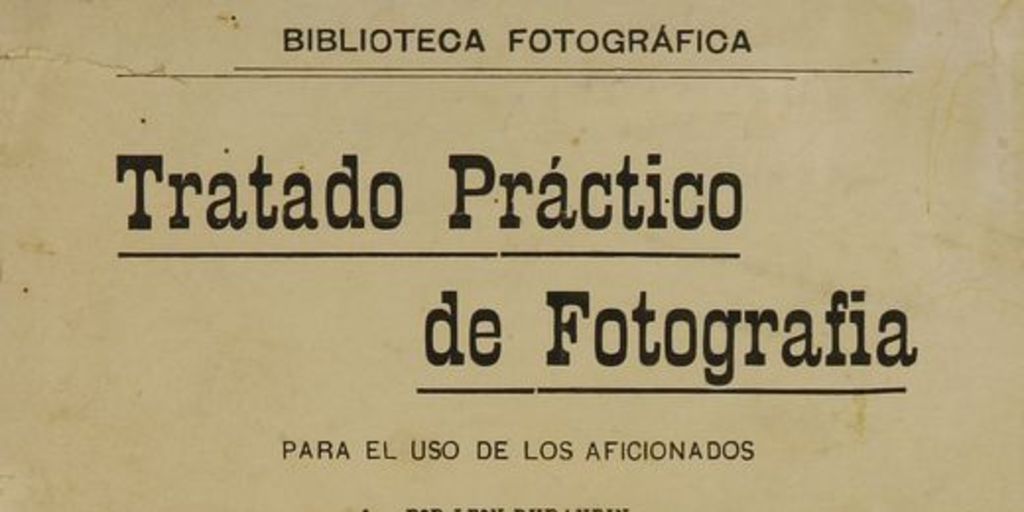 BIBLIOTECA FOTOGRÁFICA
Tratado Práctico
de Fotografia
PARA EL USO DE LOS AFICIONADOS